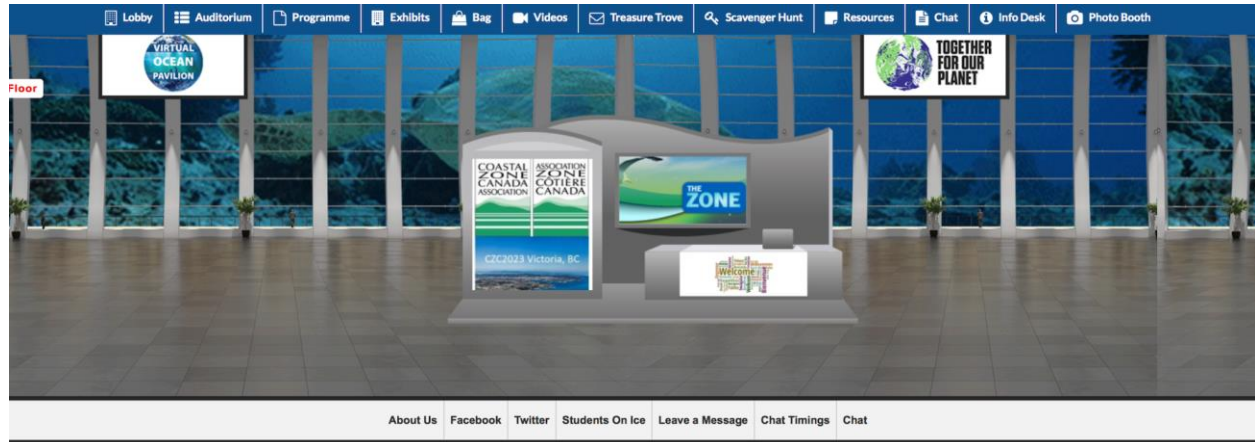 Lobby Auditorium Programme Exhibits Bag Videos Treasure Trove Scavenger Hunt Resources Chat Info Desk Photo Booth
VIRTUAL
OCEAN
PAVILION
TOGETHER
FOR OUR
PLANET
Floor
COASTAL ASSOCIATION
ZONE ZONE
CANADA CÔTIÈRE
ASSOCIATION CANADA
THE
ZONE
CZC2023 Victoria, BC
Welcome
About Us Facebook Twitter Students On Ice Leave a Message Chat Timings Chat